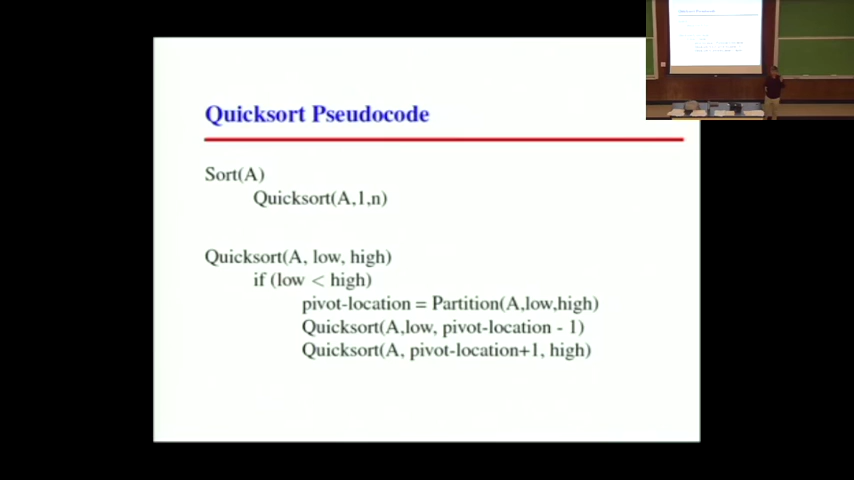 Quicksort Pseudocode
Sort(A)
Quicksort(A,1,n)
Quicksort(A, low, high)
if (low < high)
pivot-location = Partition(A,low,high)
Quicksort(A,low, pivot-location - 1)
Quicksort(A, pivot-location+1, high)